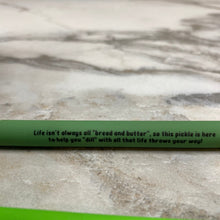 Life isn't always all "bread and butter", so this pickle is here
to help you "dill" with all that life throws your way!